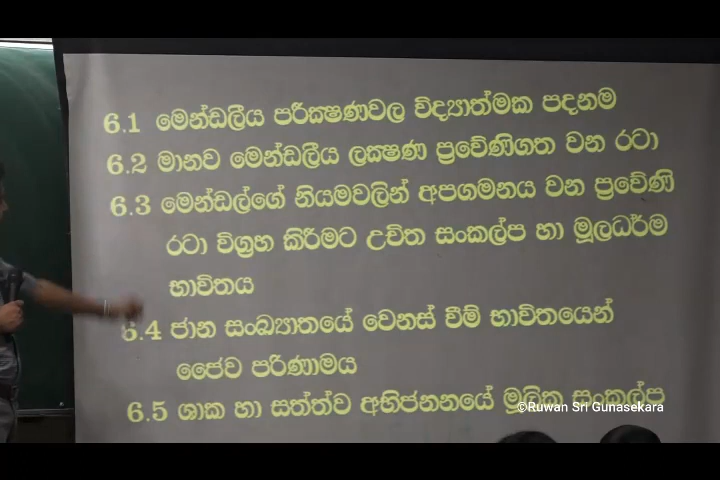 6.1 මෙන්ඩලීය පරීක්ෂණවල විද්‍යාත්මක පදනම
6.2 මානව මෙන්ඩලීය ලක්ෂණ ප්‍රවේණිගත වන රටා
6.3 මෙන්ඩල්ගේ නියමවලින් අපගමනය වන ප්‍රවේණි
රටා විග්‍රහ කිරීමට උචිත සංකල්ප හා මූලධර්ම
භාවිතය
6.4 ජාන සංඛ්‍යාතයේ වෙනස් වීම් භාවිතයෙන්
ජෛව පරිණාමය
6.5 ශාක හා සත්ත්ව අභිජනනයේ මූලික සංකල්ප
©Ruwan Sri Gunasekara